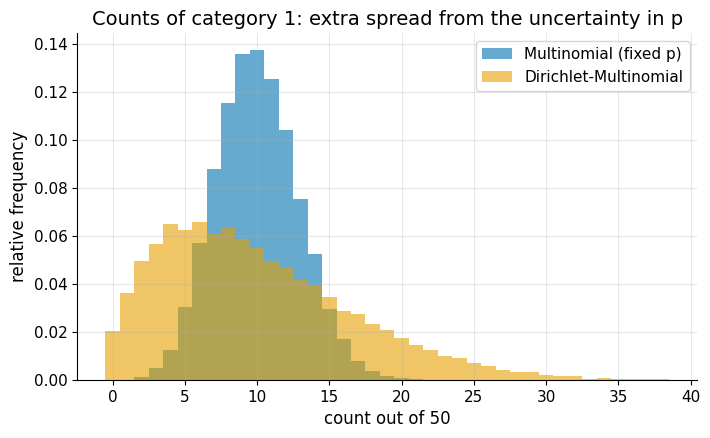 Counts of category 1: extra spread from the uncertainty in p
Multinomial (fixed p)
Dirichlet-Multinomial
relative frequency
0.14
0.12
0.10
0.08
0.06
0.04
0.02
0.00
0 5 10 15 20 25 30 35 40
count out of 50